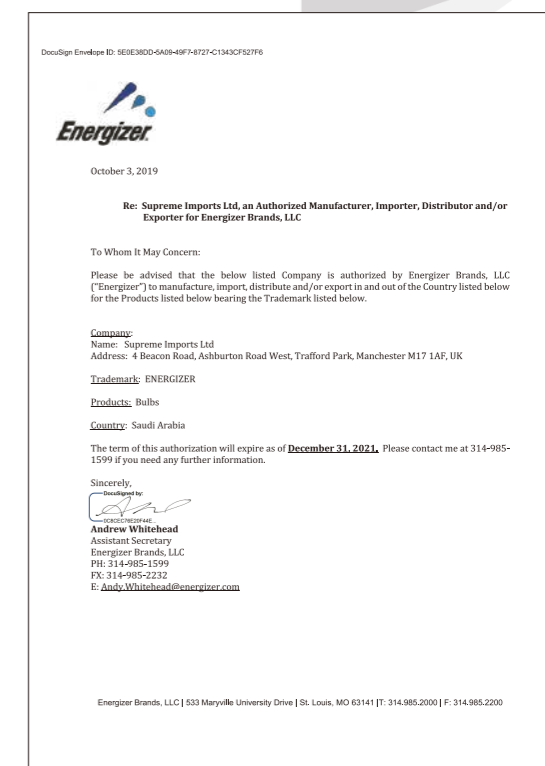 DocuSign Envelope ID: 5E0E38DD-5A09-49F7-8727-C1343CF527F6
Energizer.
October 3, 2019
Re: Supreme Imports Ltd, an Authorized Manufacturer, Importer, Distributor and/or
Exporter for Energizer Brands, LLC
To Whom It May Concern:
Please be advised that the below listed Company is authorized by Energizer Brands, LLC
("Energizer") to manufacture, import, distribute and/or export in and out of the Country listed below
for the Products listed below bearing the Trademark listed below.
Company:
Name: Supreme Imports Ltd
Address: 4 Beacon Road, Ashburton Road West, Trafford Park, Manchester M17 1AF, UK
Trademark: ENERGIZER
Products: Bulbs
Country: Saudi Arabia
The term of this authorization will expire as of December 31, 2021. Please contact me at 314-985-
1599 if you need any further information.
Sincerely,
DocuSigned by:
0C8CEC76E20F44E...
Andrew Whitehead
Assistant Secretary
Energizer Brands, LLC
PH: 314-985-1599
FX: 314-985-2232
E: Andy.Whitehead@energizer.com
Energizer Brands, LLC | 533 Maryville University Drive | St. Louis, MO 63141 |T: 314.985.2000 | F: 314.985.2200